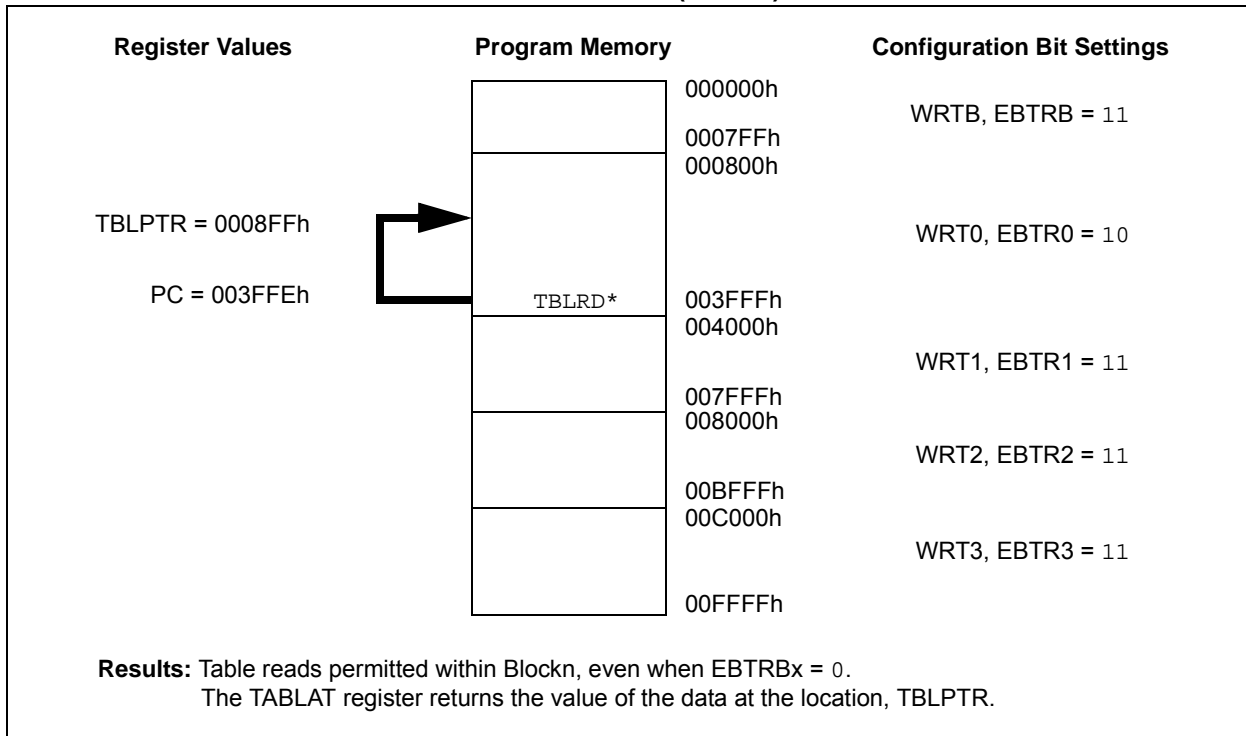 Register Values Program Memory Configuration Bit Settings
000000h
WRTB, EBTRB = 11
0007FFh
000800h
TBLPTR = 0008FFh
WRT0, EBTR0 = 10
PC = 003FFEh
TBLRD*
003FFFh
004000h
WRT1, EBTR1 = 11
007FFFh
008000h
WRT2, EBTR2 = 11
00BFFFh
00C000h
WRT3, EBTR3 = 11
00FFFFh
Results: Table reads permitted within Blockn, even when EBTRBx = 0.
The TABLAT register returns the value of the data at the location, TBLPTR.